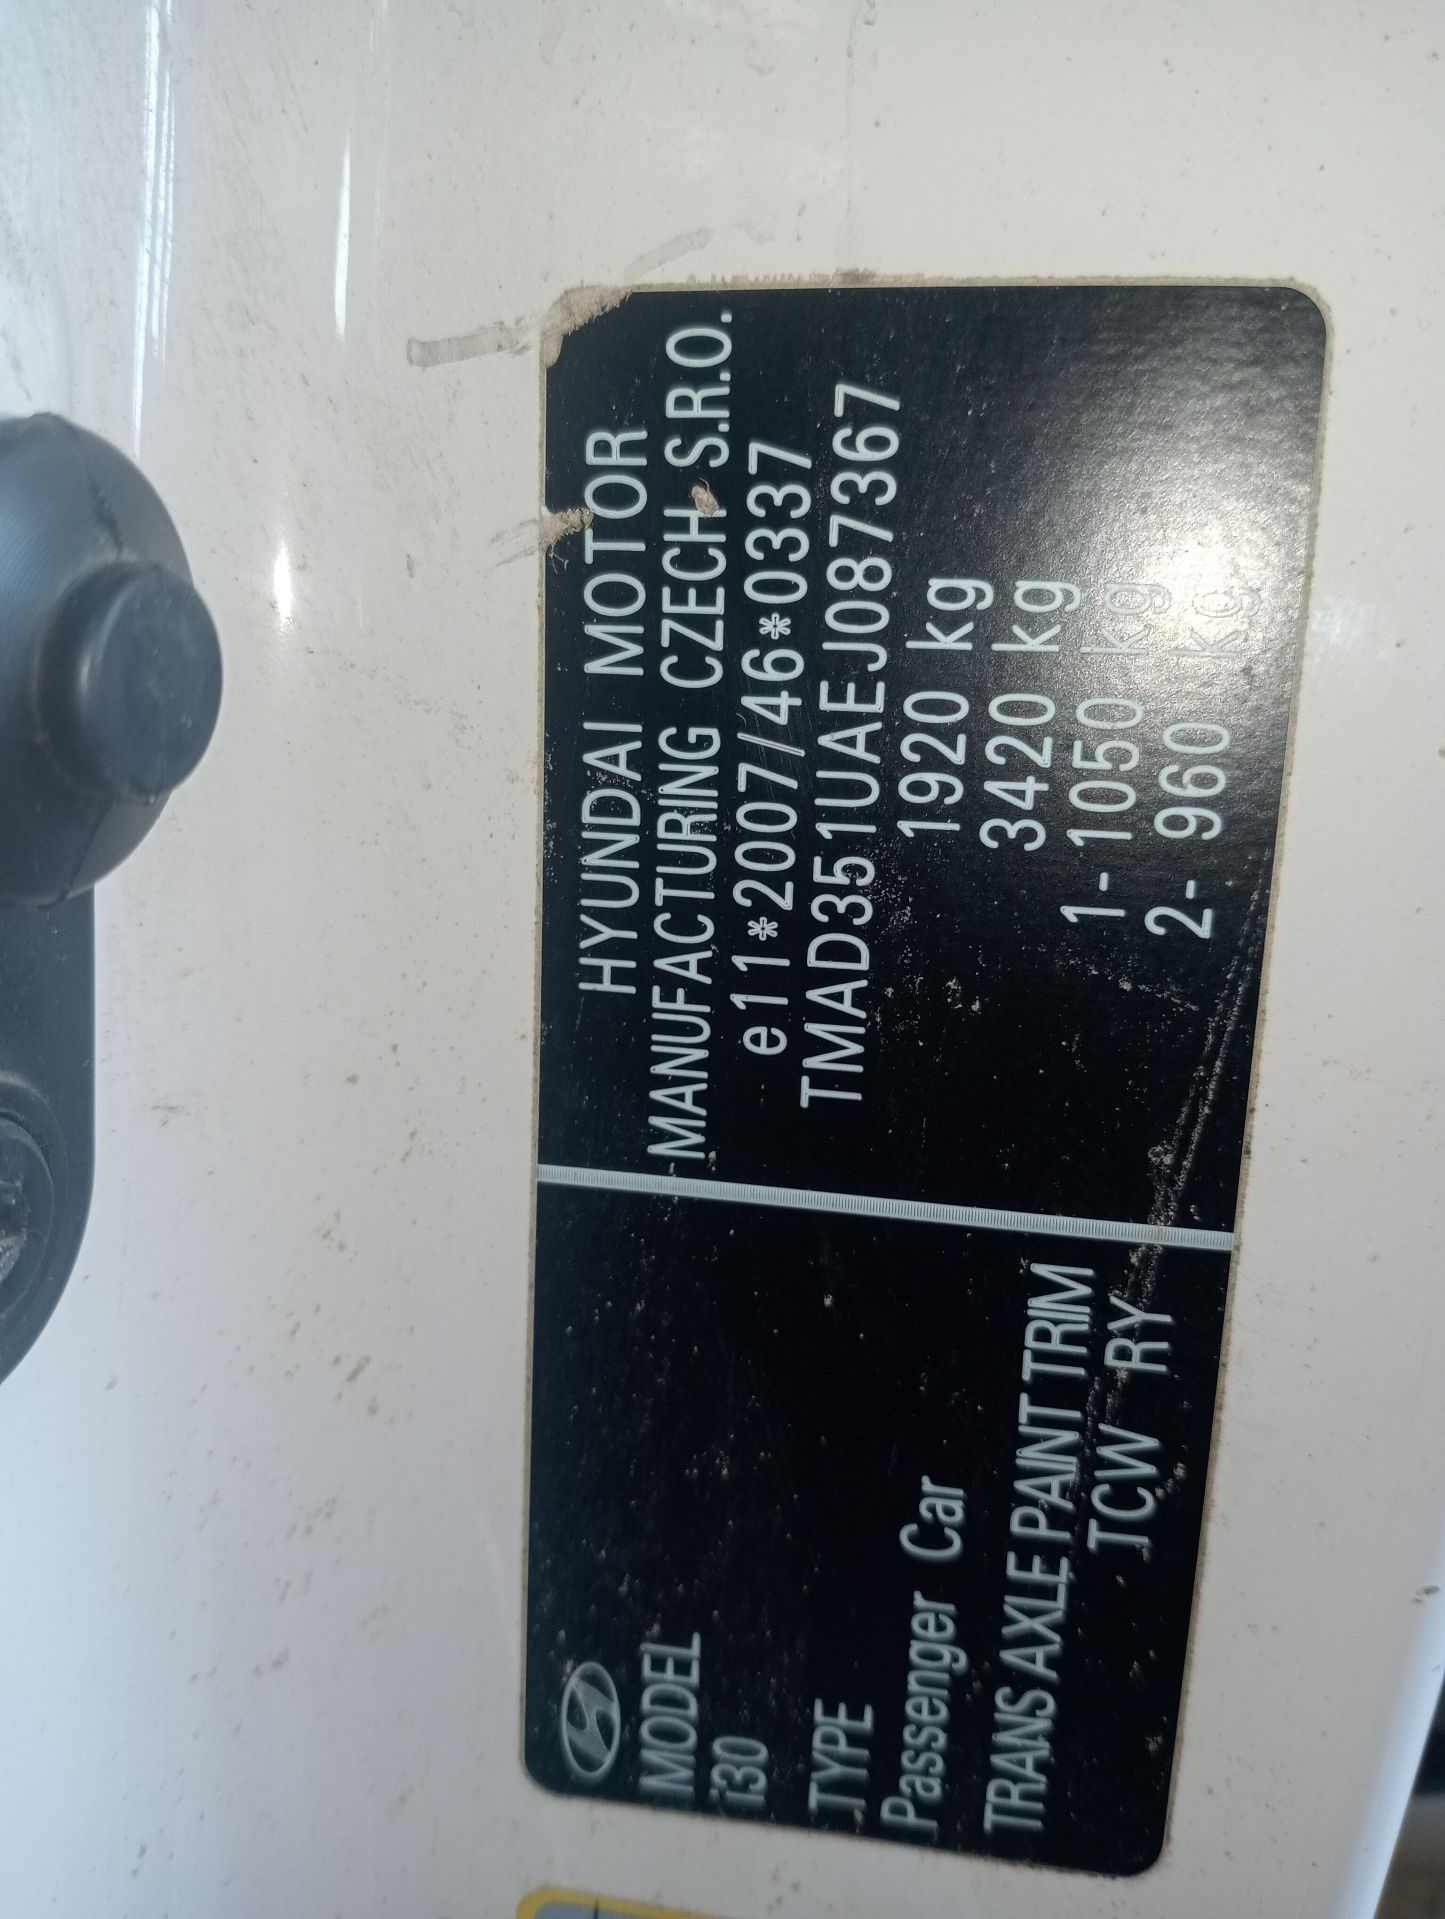 MODEL
i30
TYPE
Passenger Car
TRANS AXLE PAINT TRIM
TCW RY
HYUNDAI MOTOR
MANUFACTURING CZECH S.R.O.
e11*2007/46*0337
TMAD351UAEJ087367
1920 kg
3420 kg
1- 1050 kg
2- 960 kg